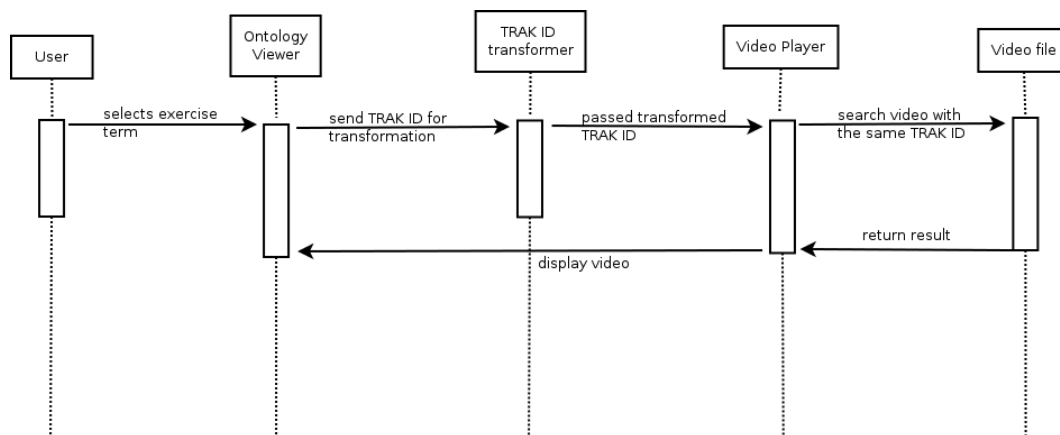 User
Ontology
Viewer
TRAK ID
transformer
Video Player
Video file
selects exercise
term
send TRAK ID for
transformation
passed transformed
TRAK ID
search video with
the same TRAK ID
return result
display video